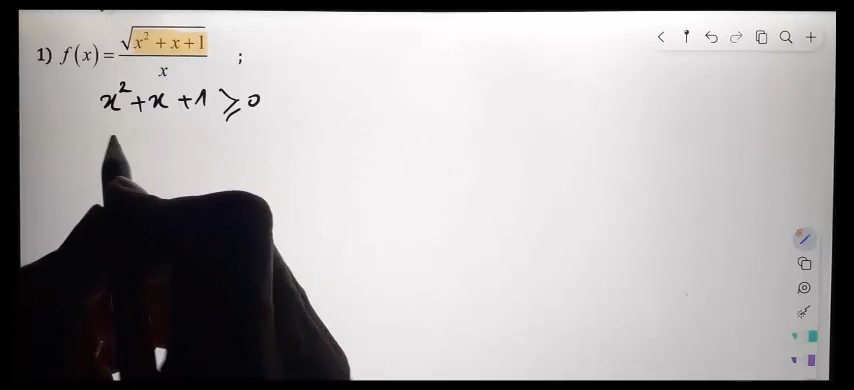 1) f(x) = √(x² + x + 1) / x ;
x² + x + 1 ⩾ 0